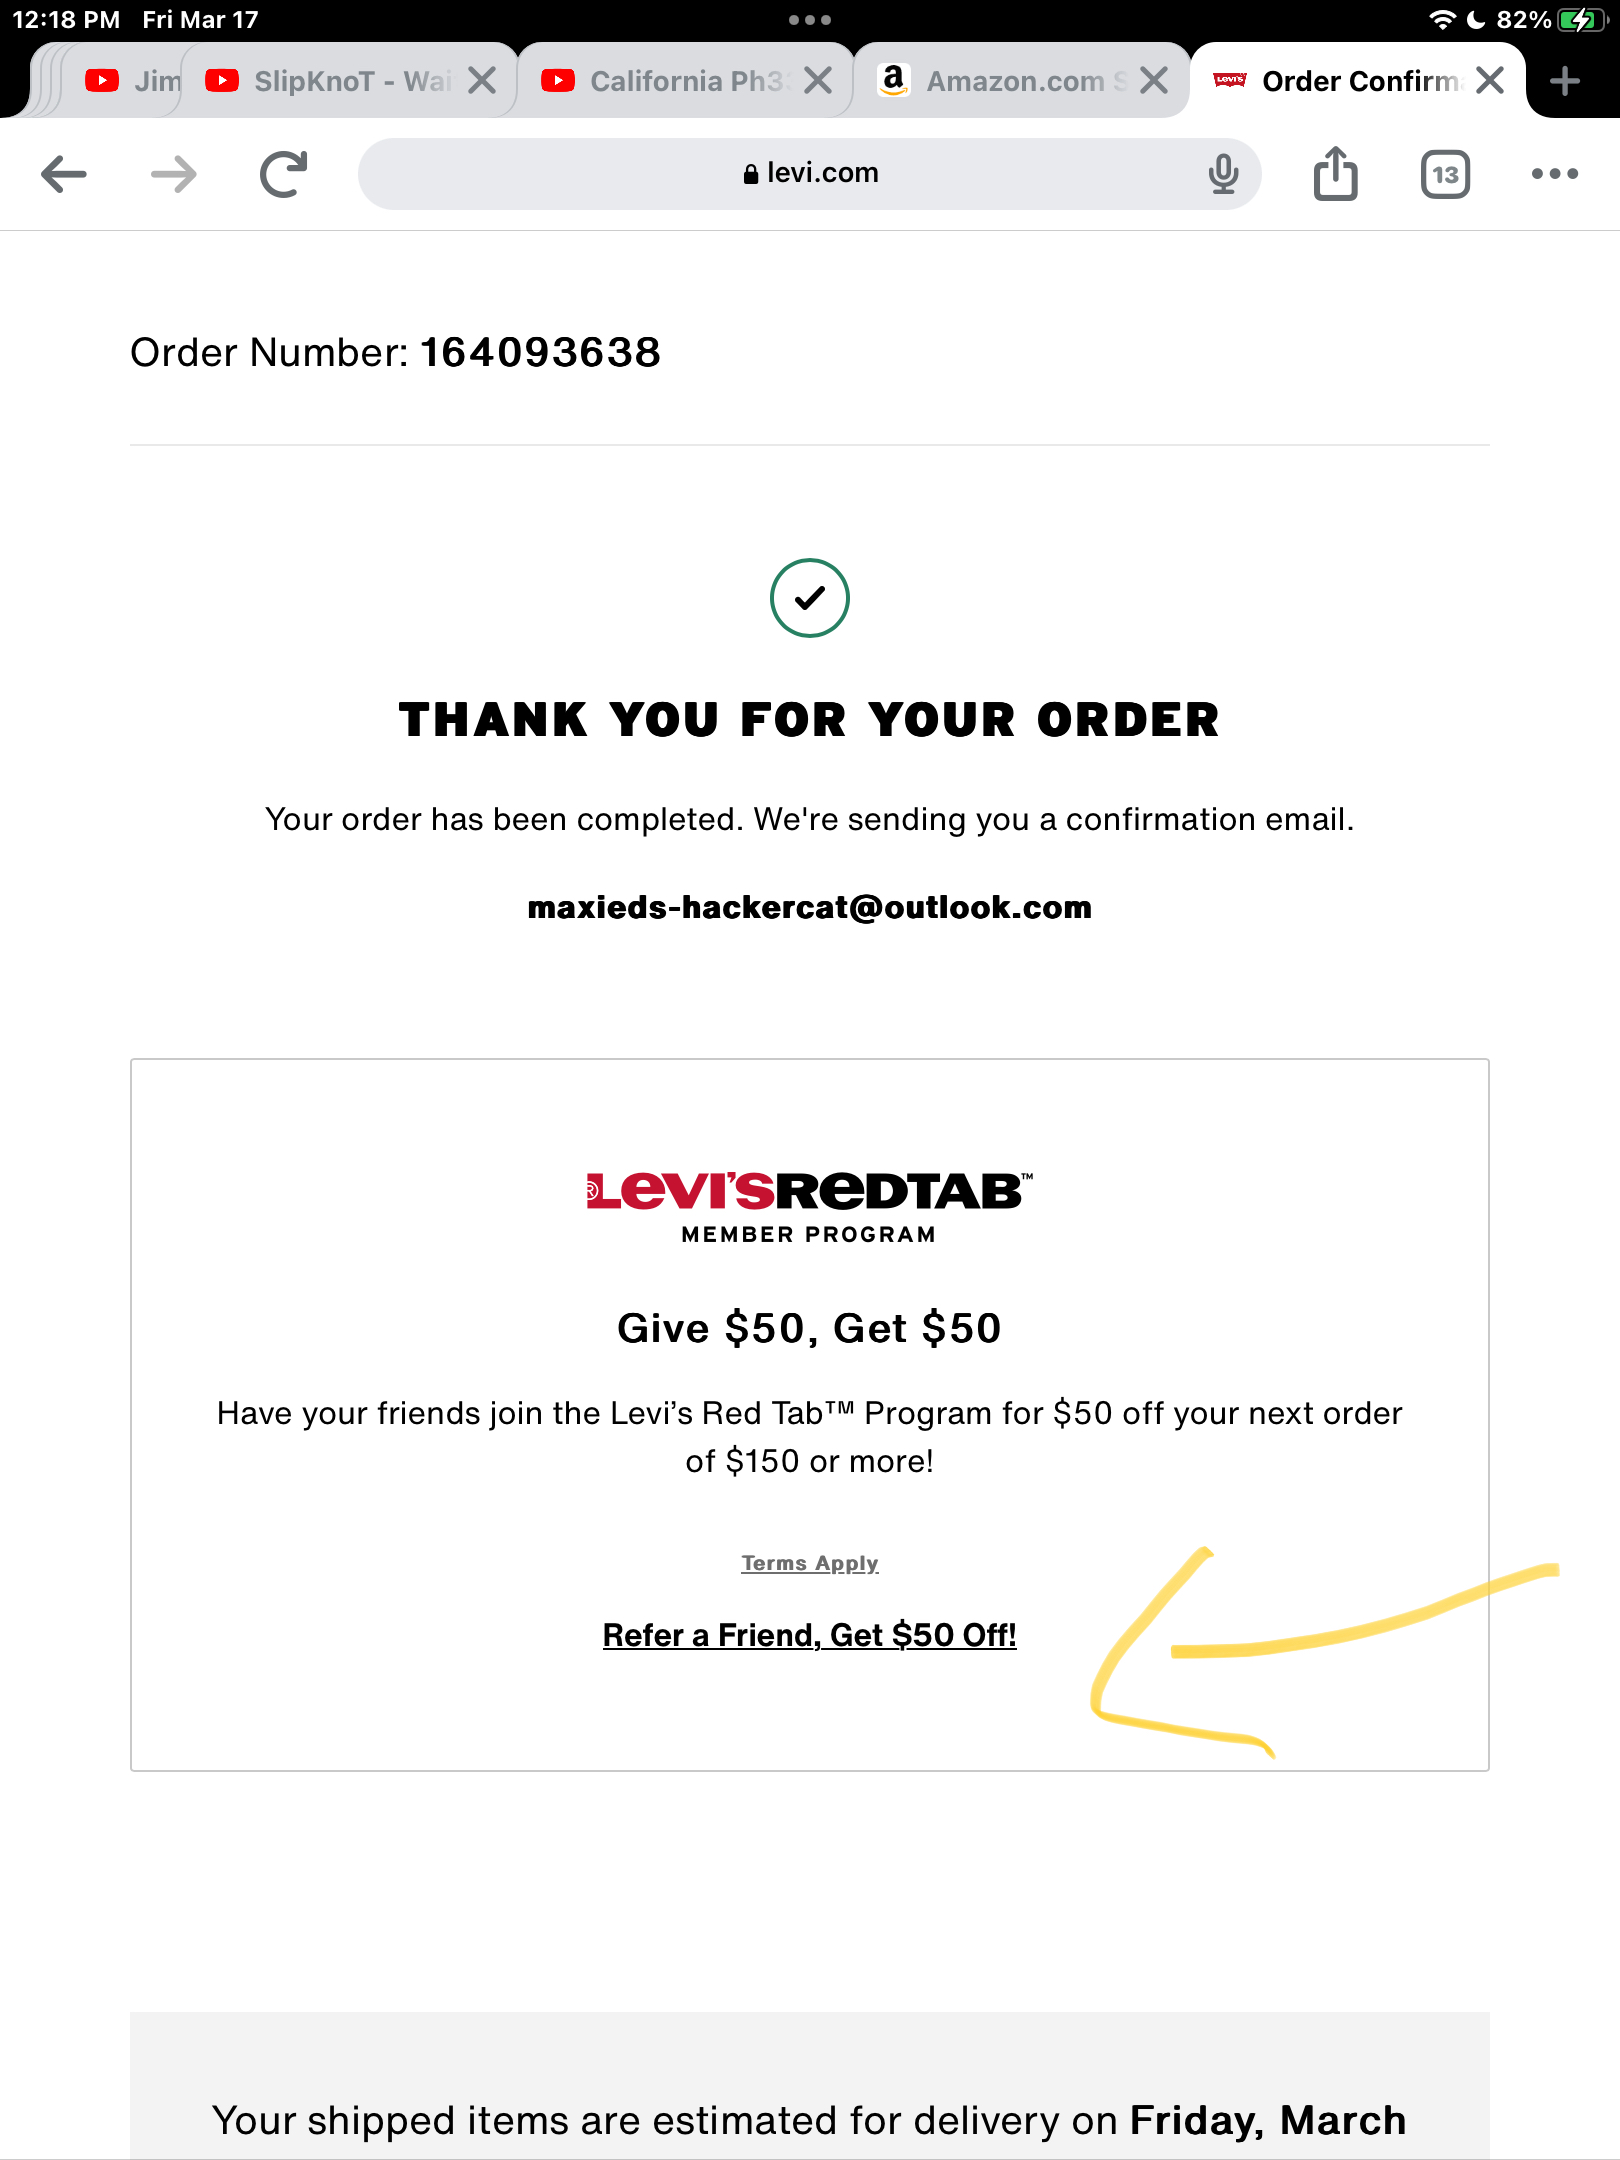 12:18 PM Fri Mar 17
82%
Jim
SlipKnoT - Wai
California Ph3
Amazon.com S
Levi's
Order Confirm
levi.com
13
Order Number: 164093638
THANK YOU FOR YOUR ORDER
Your order has been completed. We're sending you a confirmation email.
maxieds-hackercat@outlook.com
®LEVI'SREDTAB™
MEMBER PROGRAM
Give $50, Get $50
Have your friends join the Levi’s Red Tab™ Program for $50 off your next order
of $150 or more!
Terms Apply
Refer a Friend, Get $50 Off!
Your shipped items are estimated for delivery on Friday, March